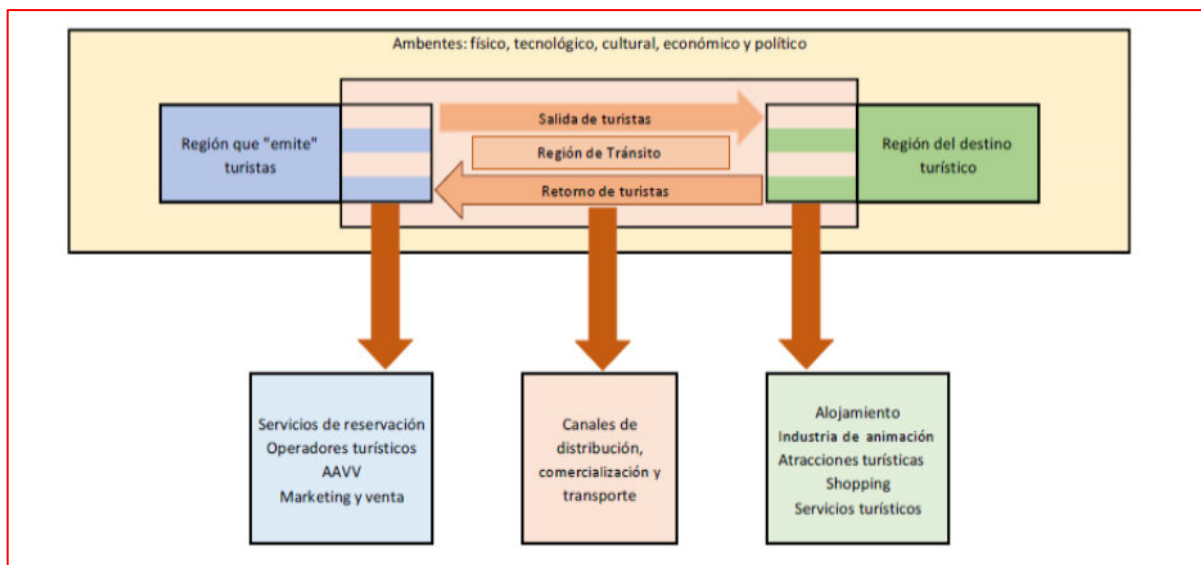 Ambentes: físico, tecnológico, cultural, económico y político
Región que "emite"
turistas
Salida de turistas
Región de Tránsito
Retorno de turistas
Región del destino
turístico
Servicios de reservación
Operadores turísticos
AAVV
Marketing y venta
Canales de
distribución,
comercialización y
transporte
Alojamiento
Industria de animación
Atracciones turísticas
Shopping
Servicios turísticos